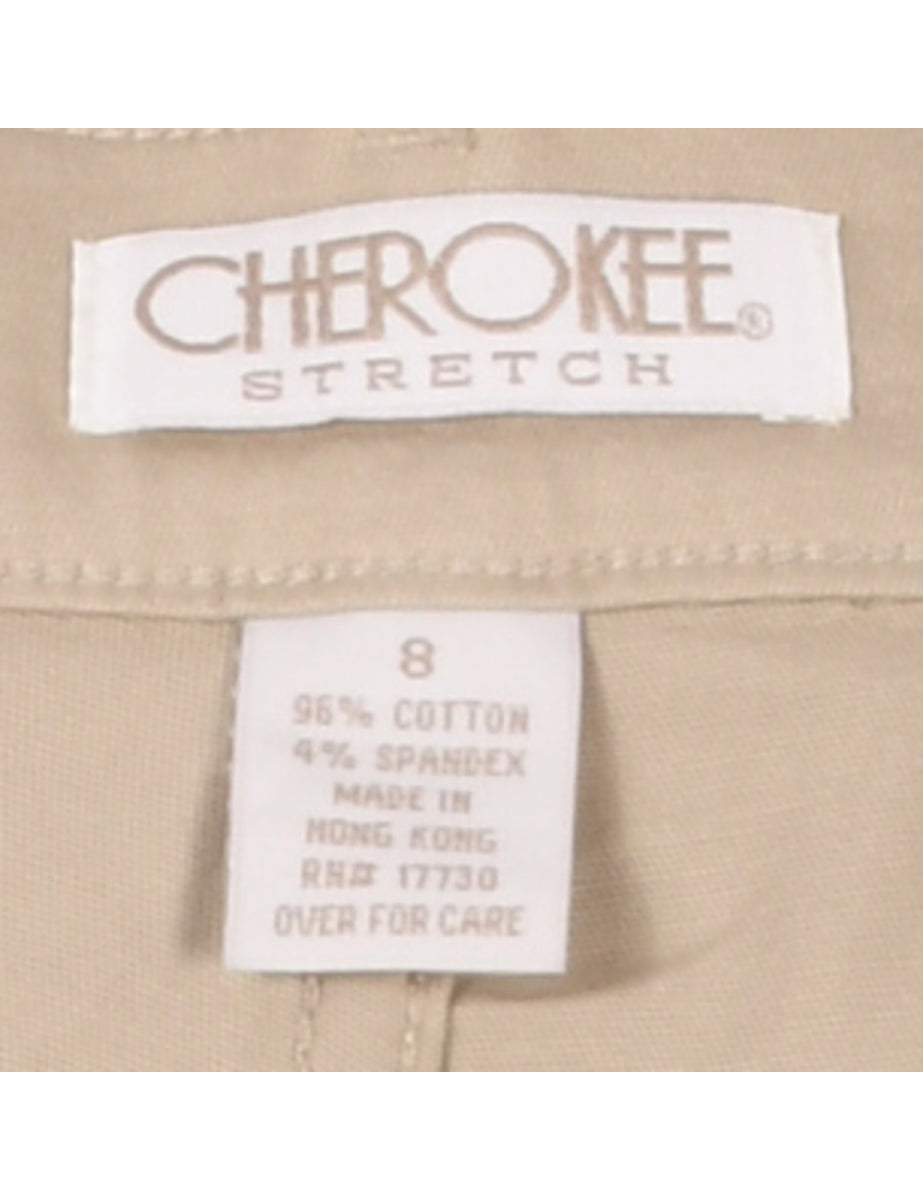 CHEROKEE®
STRETCH
8
96% COTTON
4% SPANDEX
MADE IN
HONG KONG
RN# 17730
OVER FOR CARE